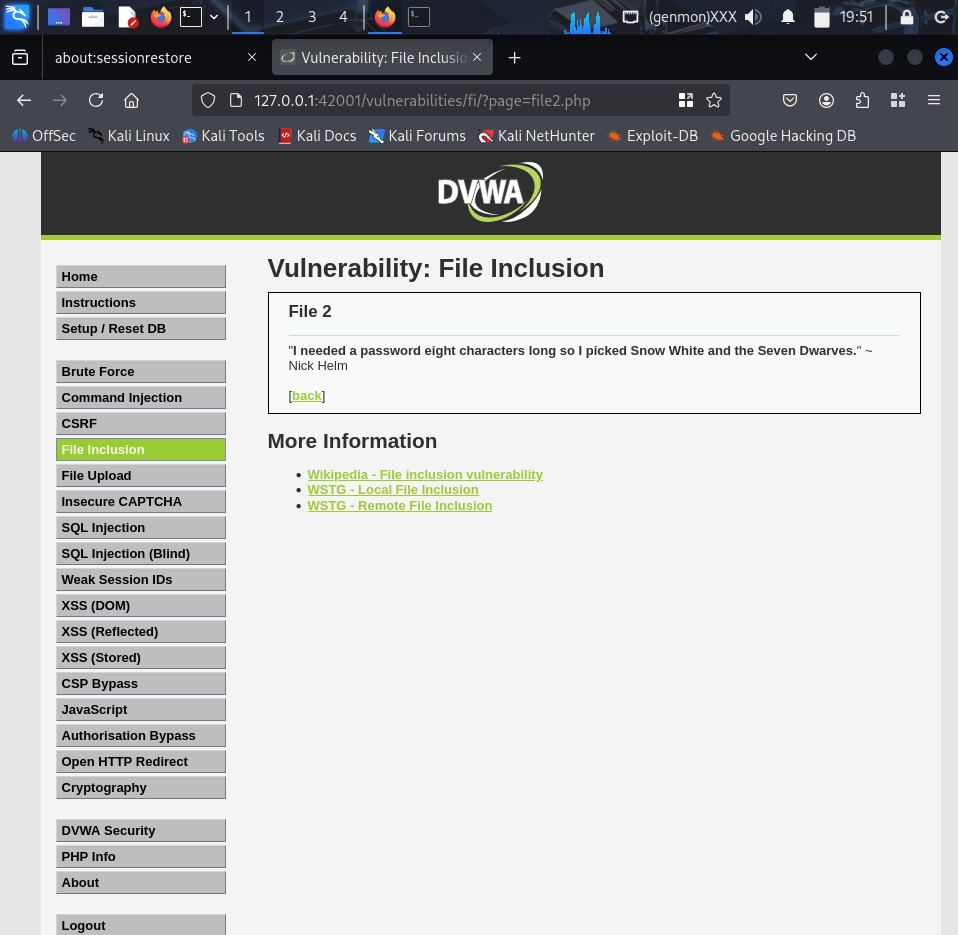 1 2 3 4 (genmon)XXX 19:51
about:sessionrestore Vulnerability: File Inclusio
127.0.0.1:42001/vulnerabilities/fi/?page=file2.php
OffSec Kali Linux Kali Tools Kali Docs Kali Forums Kali NetHunter Exploit-DB Google Hacking DB
DVWA
Home
Instructions
Setup / Reset DB
Brute Force
Command Injection
CSRF
File Inclusion
File Upload
Insecure CAPTCHA
SQL Injection
SQL Injection (Blind)
Weak Session IDs
XSS (DOM)
XSS (Reflected)
XSS (Stored)
CSP Bypass
JavaScript
Authorisation Bypass
Open HTTP Redirect
Cryptography
DVWA Security
PHP Info
About
Logout
Vulnerability: File Inclusion
File 2
"I needed a password eight characters long so I picked Snow White and the Seven Dwarves." ~
Nick Helm
[back]
More Information
• Wikipedia - File inclusion vulnerability
• WSTG - Local File Inclusion
• WSTG - Remote File Inclusion